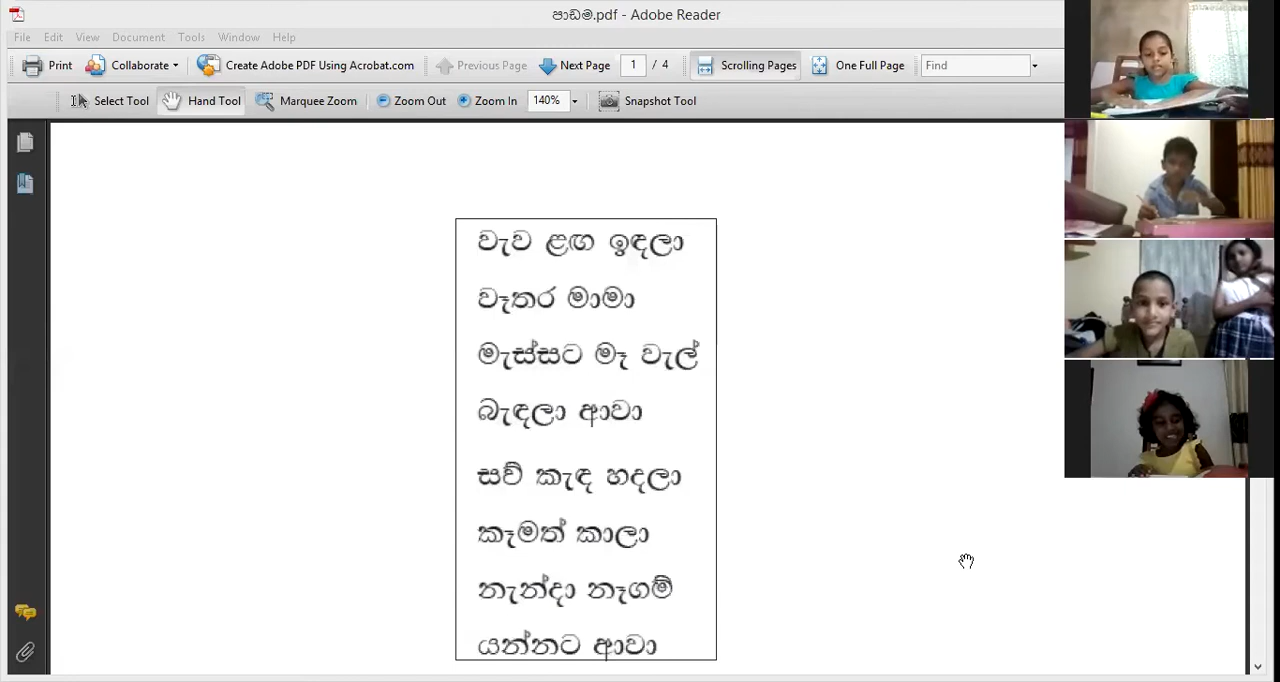 පාඩම.pdf - Adobe Reader
File Edit View Document Tools Window Help
Print Collaborate Create Adobe PDF Using Acrobat.com Previous Page Next Page 1 / 4 Scrolling Pages One Full Page Find
Select Tool Hand Tool Marquee Zoom Zoom Out Zoom In 140% Snapshot Tool
වැව ළඟ ඉඳලා
වෑතර මාමා
මැස්සට මෑ වැල්
බැඳලා ආවා
සව් කැඳ හදලා
කෑමත් කාලා
නැන්දා නෑගම්
යන්නට ආවා